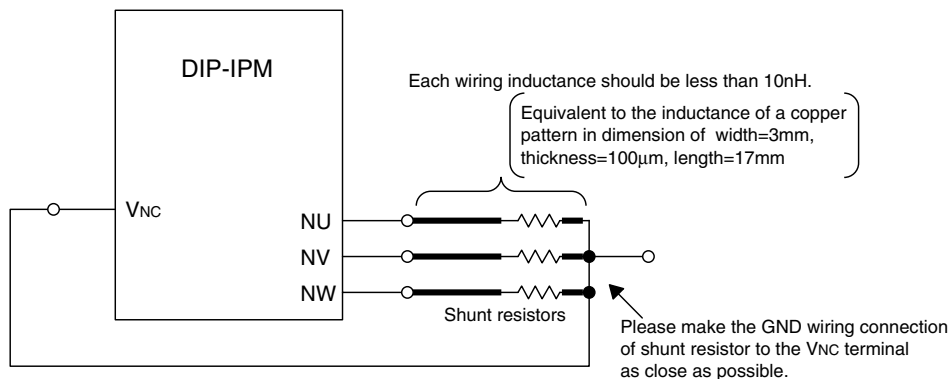 DIP-IPM
Each wiring inductance should be less than 10nH.
Equivalent to the inductance of a copper
pattern in dimension of width=3mm,
thickness=100μm, length=17mm
VNC
NU
NV
NW
Shunt resistors
Please make the GND wiring connection
of shunt resistor to the VNC terminal
as close as possible.